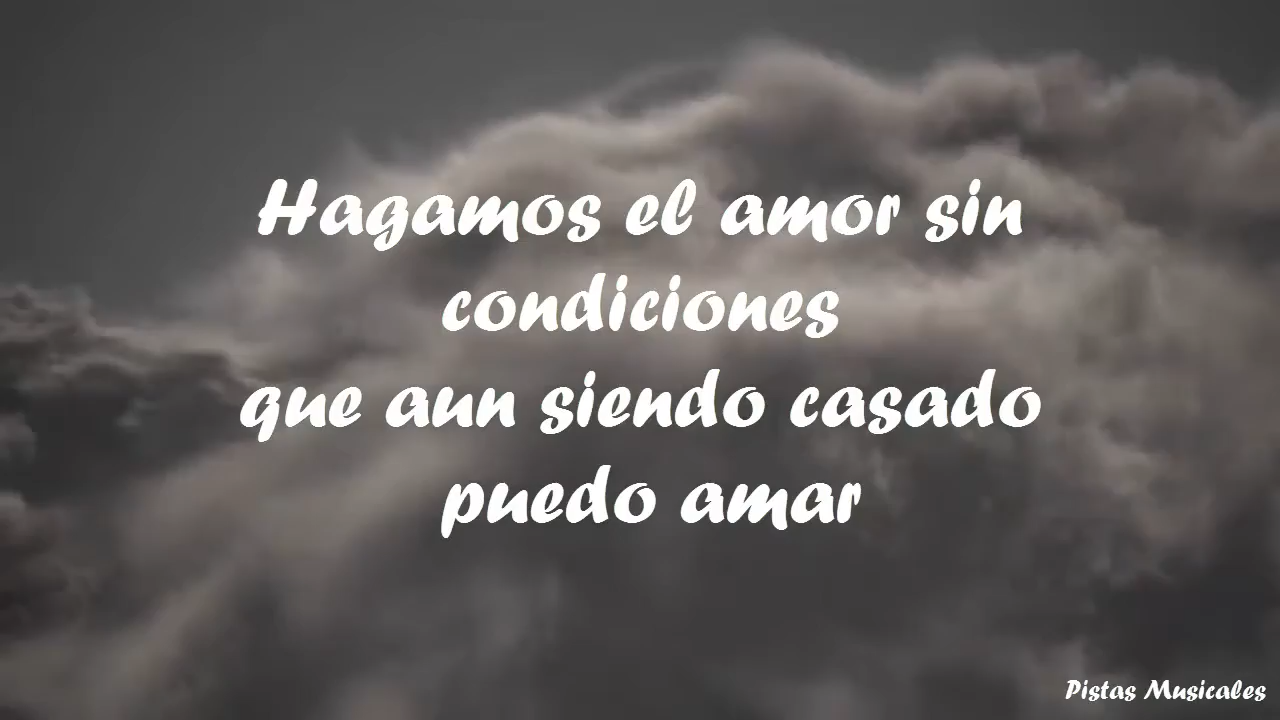 Hagamos el amor sin
condiciones
que aun siendo casado
puedo amar
Pistas Musicales